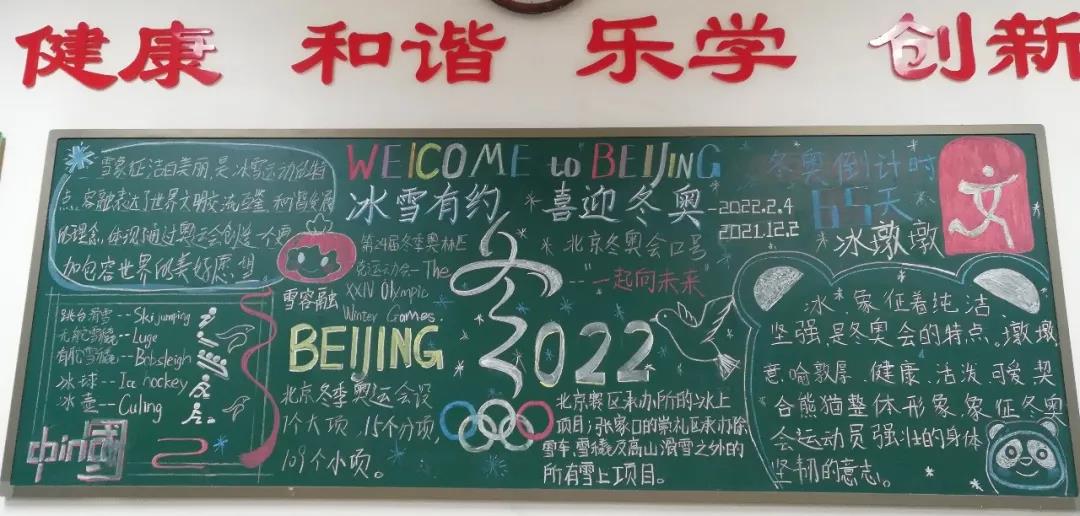 健康 和谐 乐学 创新
雪象征洁白美丽,是冰雪运动的特
点.容融表达了世界文明交流互鉴,和谐发展
的理念,体现了通过奥运会创造一个更
加包容世界的美好愿望
跳台滑雪--Ski jumping
无舵雪橇--Luge
有舵雪橇--Bobsleigh
冰球--Ice hockey
冰壶--Culing
中in國
WElCOME to BEIJING
冰雪有约 喜迎冬奥
第24届冬季奥林匹
克运动会—The
XXIV Olympic
Winter Games.
雪容融
北京冬奥会口号
"一起向未来"
BEIJING
2022
北京冬季奥运会设
7个大项,15个分项,
109个小项。
北京赛区承办所有的冰上
项目;张家口的崇礼区承办除
雪车、雪橇及高山滑雪之外的
所有雪上项目。
冬奥倒计时
65天
-2022.2.4
2021.12.2
冰墩墩
冰,象征着纯洁、
坚强,是冬奥会的特点。墩墩,
意喻敦厚、健康、活泼、可爱,契
合熊猫整体形象,象征冬奥
会运动员强壮的身体、
坚韧的意志。